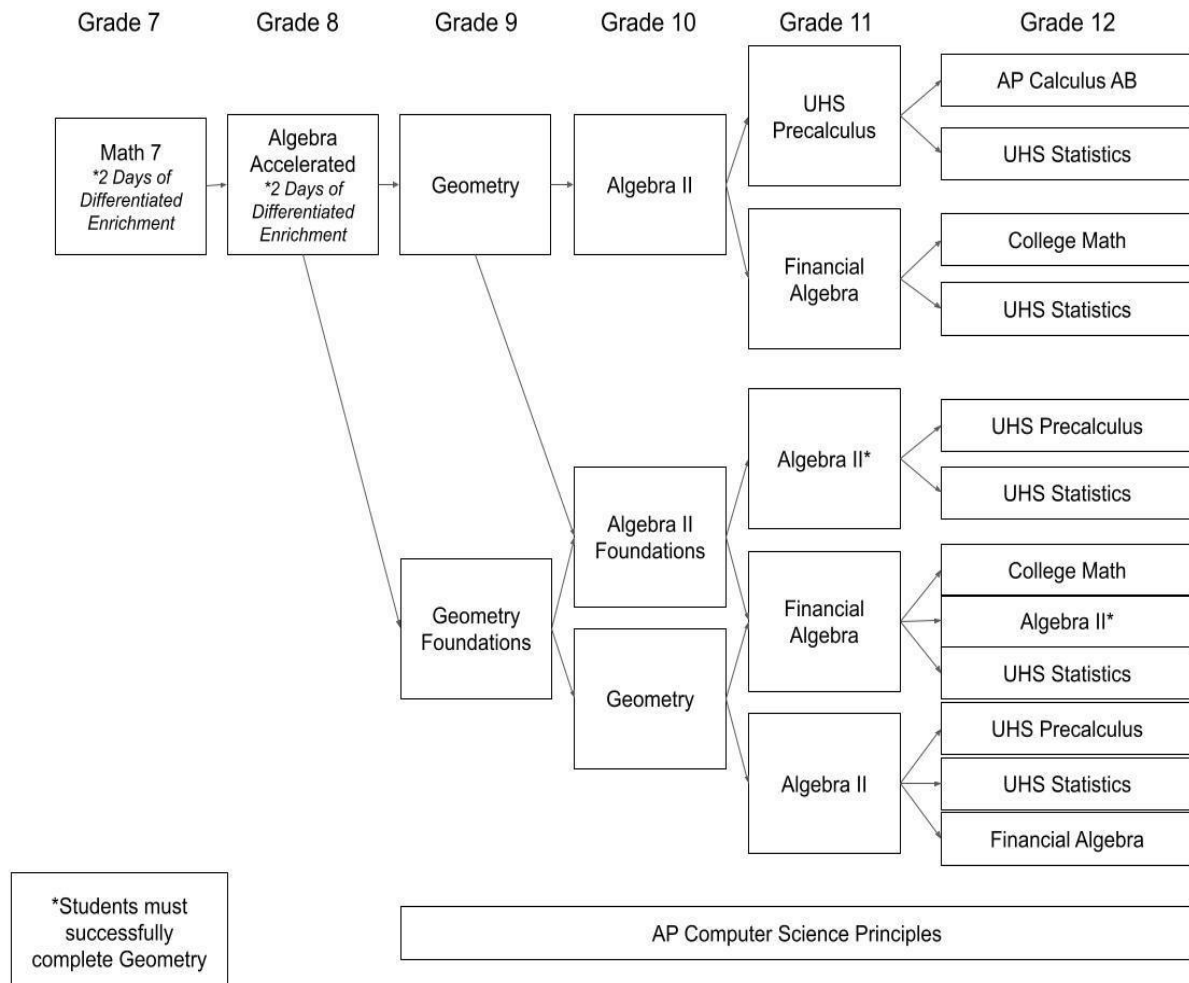 Grade 7
Grade 8
Grade 9
Grade 10
Grade 11
Grade 12
Math 7
*2 Days of
Differentiated
Enrichment
Algebra
Accelerated
*2 Days of
Differentiated
Enrichment
Geometry
Algebra II
UHS
Precalculus
AP Calculus AB
UHS Statistics
Financial
Algebra
College Math
UHS Statistics
Geometry
Foundations
Algebra II
Foundations
Geometry
Algebra II*
UHS Precalculus
UHS Statistics
Financial
Algebra
College Math
Algebra II*
UHS Statistics
Algebra II
UHS Precalculus
UHS Statistics
Financial Algebra
*Students must
successfully
complete Geometry
AP Computer Science Principles